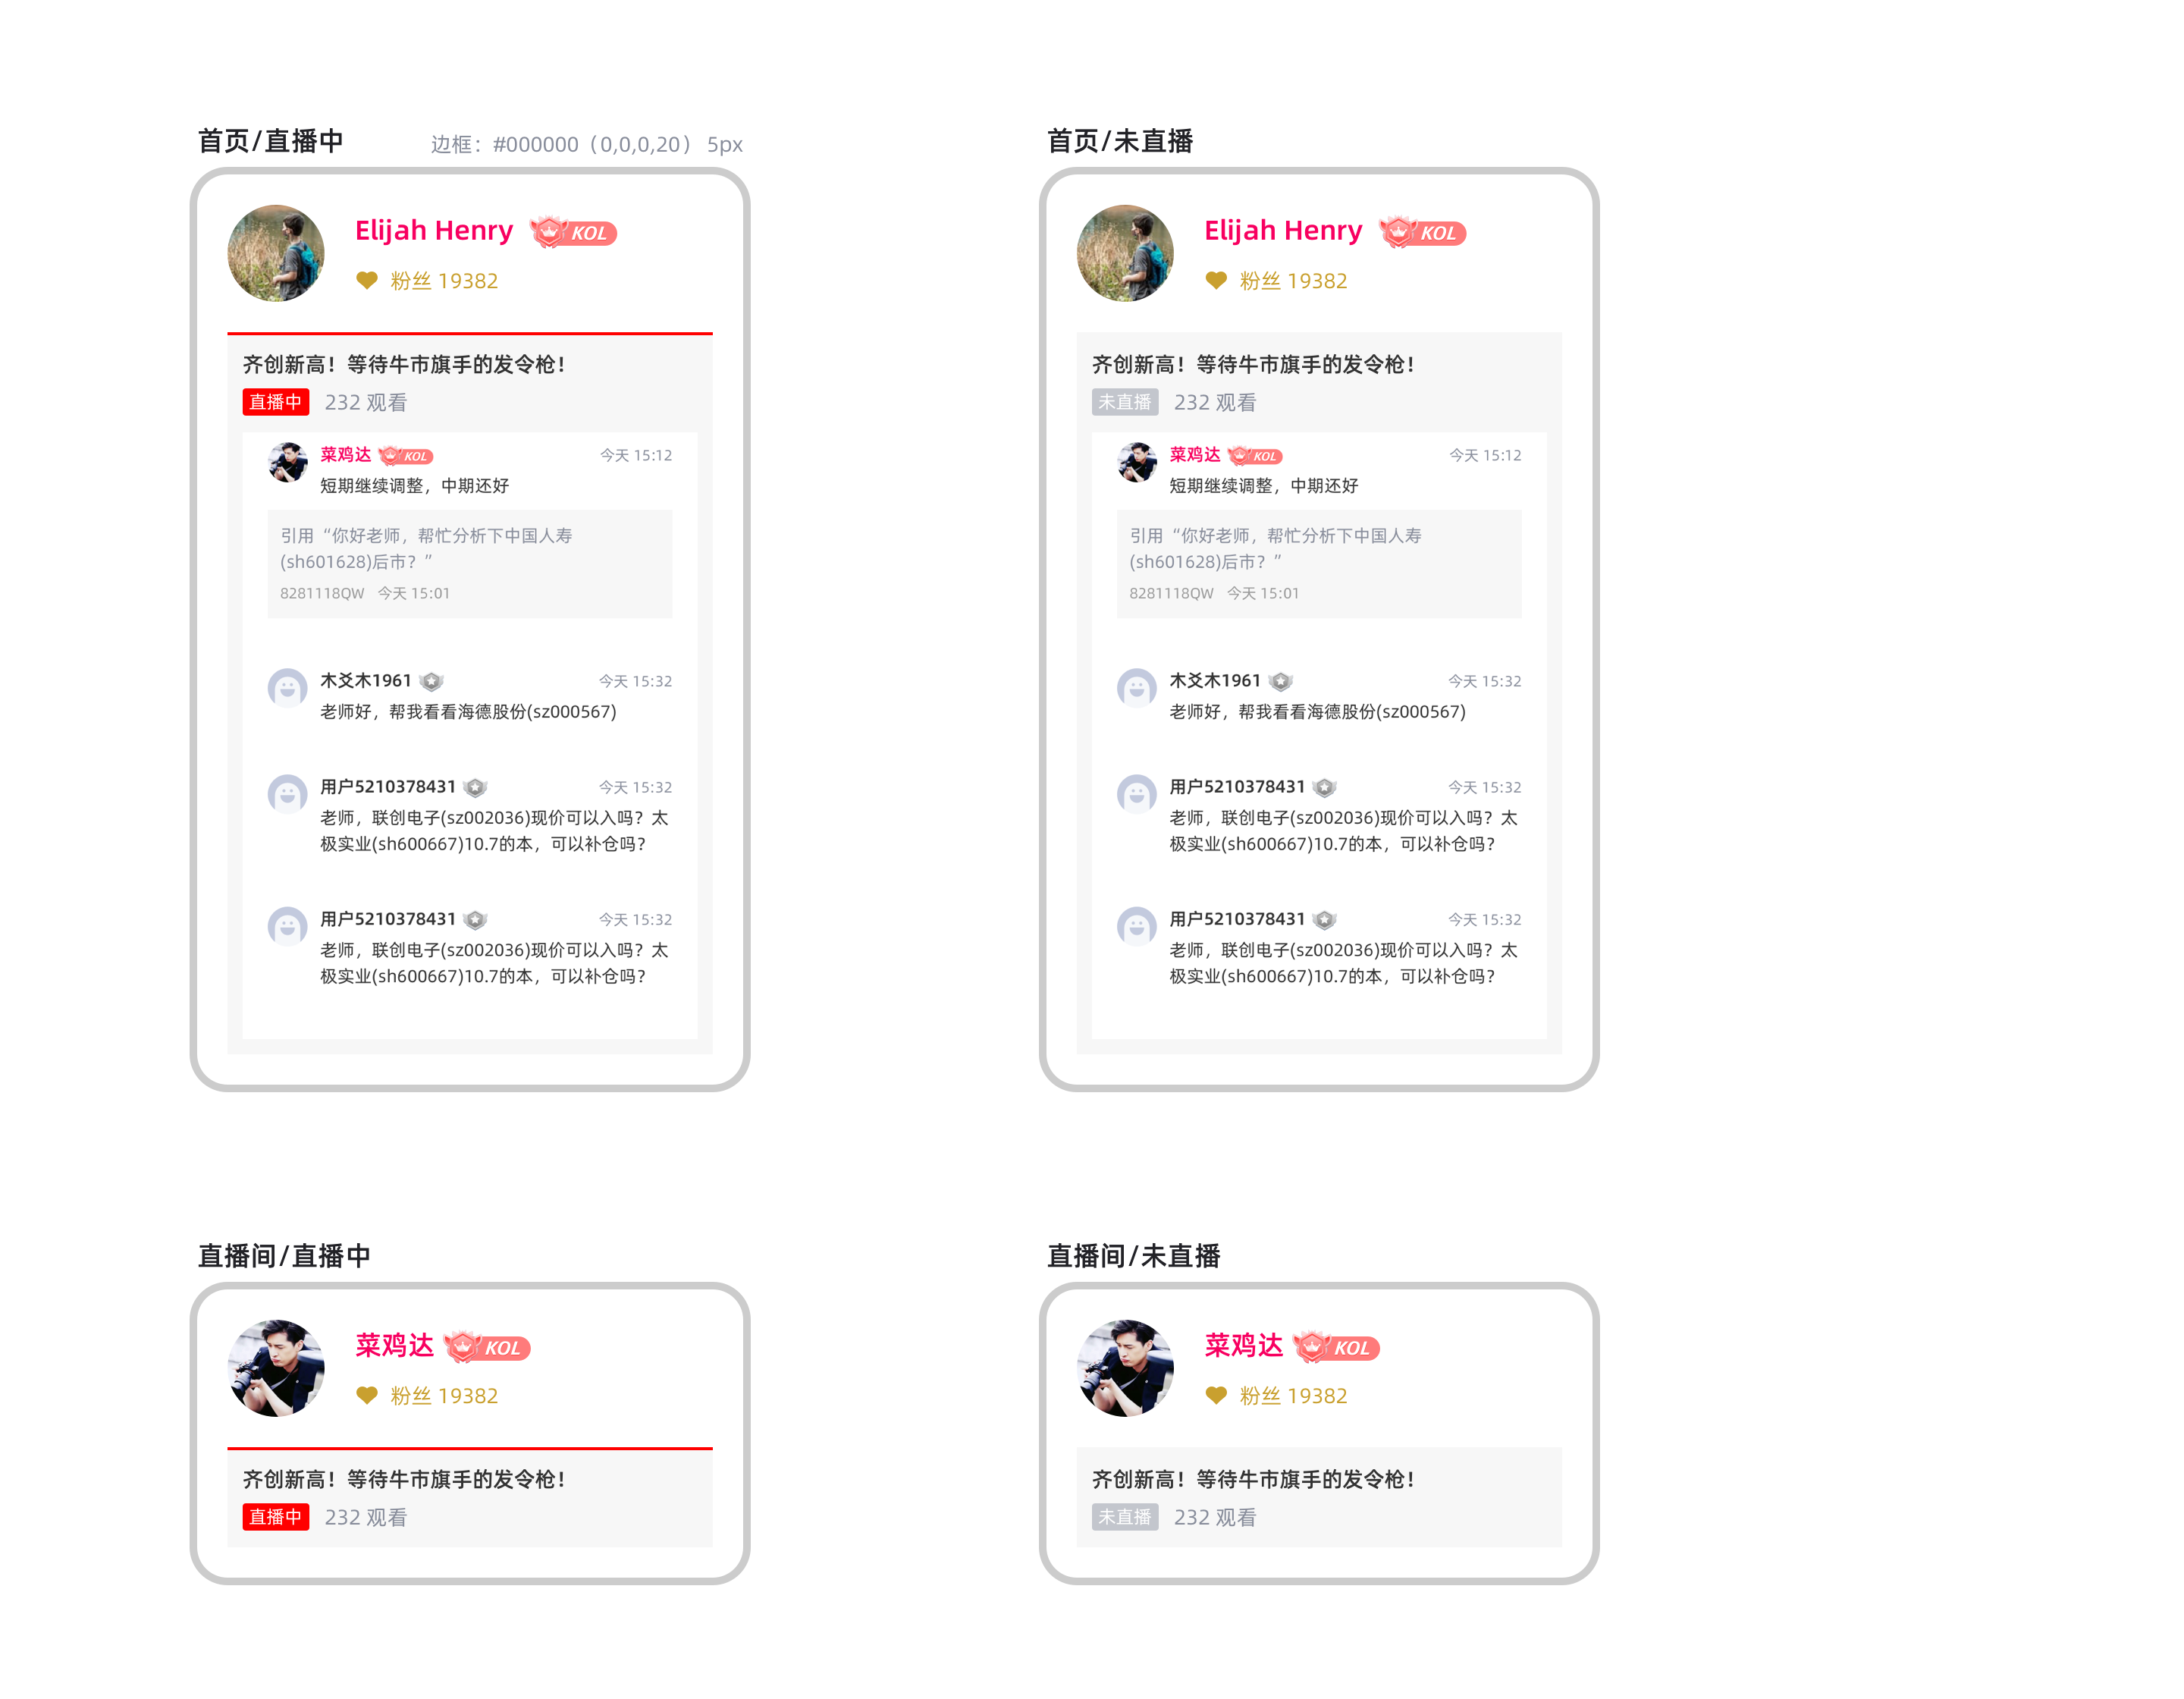 首页/直播中
边框：#000000（0,0,0,20） 5px
Elijah Henry KOL
粉丝 19382
齐创新高！等待牛市旗手的发令枪！
直播中 232 观看
菜鸡达 KOL 今天 15:12
短期继续调整，中期还好
引用“你好老师，帮忙分析下中国人寿
(sh601628)后市？”
8281118QW 今天 15:01
木爻木1961 今天 15:32
老师好，帮我看看海德股份(sz000567)
用户5210378431 今天 15:32
老师，联创电子(sz002036)现价可以入吗？太
极实业(sh600667)10.7的本，可以补仓吗？
用户5210378431 今天 15:32
老师，联创电子(sz002036)现价可以入吗？太
极实业(sh600667)10.7的本，可以补仓吗？
首页/未直播
Elijah Henry KOL
粉丝 19382
齐创新高！等待牛市旗手的发令枪！
未直播 232 观看
菜鸡达 KOL 今天 15:12
短期继续调整，中期还好
引用“你好老师，帮忙分析下中国人寿
(sh601628)后市？”
8281118QW 今天 15:01
木爻木1961 今天 15:32
老师好，帮我看看海德股份(sz000567)
用户5210378431 今天 15:32
老师，联创电子(sz002036)现价可以入吗？太
极实业(sh600667)10.7的本，可以补仓吗？
用户5210378431 今天 15:32
老师，联创电子(sz002036)现价可以入吗？太
极实业(sh600667)10.7的本，可以补仓吗？
直播间/直播中
菜鸡达 KOL
粉丝 19382
齐创新高！等待牛市旗手的发令枪！
直播中 232 观看
直播间/未直播
菜鸡达 KOL
粉丝 19382
齐创新高！等待牛市旗手的发令枪！
未直播 232 观看